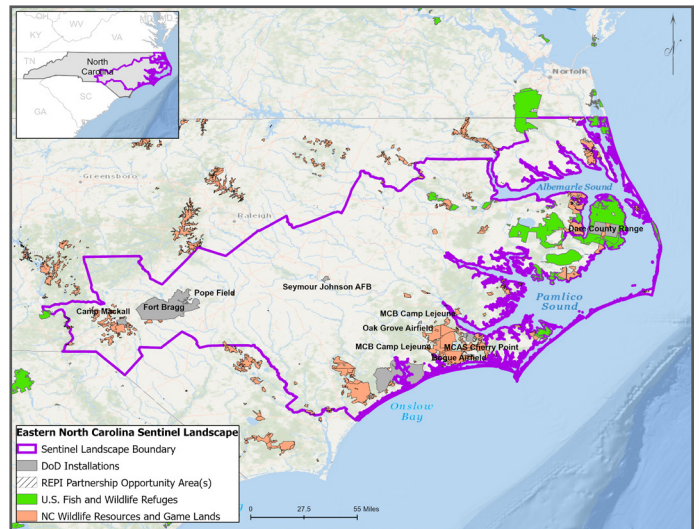 OH
WV
MD
DE
KY
VA
TN
North
Carolina
SC
GA
Norfolk
Greensboro
Raleigh
Albemarle Sound
Dare County Range
Pamlico
Sound
Seymour Johnson AFB
Pope Field
Fort Bragg
Camp Mackall
MCB Camp Lejeune
Oak Grove Airfield
MCB Camp Lejeune
MCAS Cherry Point
Bogue Airfield
Onslow
Bay
Eastern North Carolina Sentinel Landscape
Sentinel Landscape Boundary
DoD Installations
REPI Partnership Opportunity Area(s)
U.S. Fish and Wildlife Refuges
NC Wildlife Resources and Game Lands
0 27.5 55 Miles